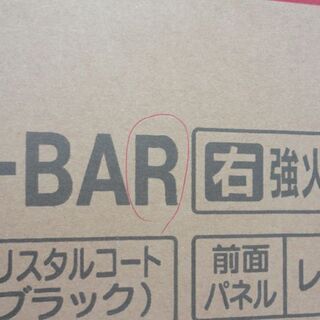 -BAR 右 強火
リスタルコート 前面 レ
ブラック） パネル